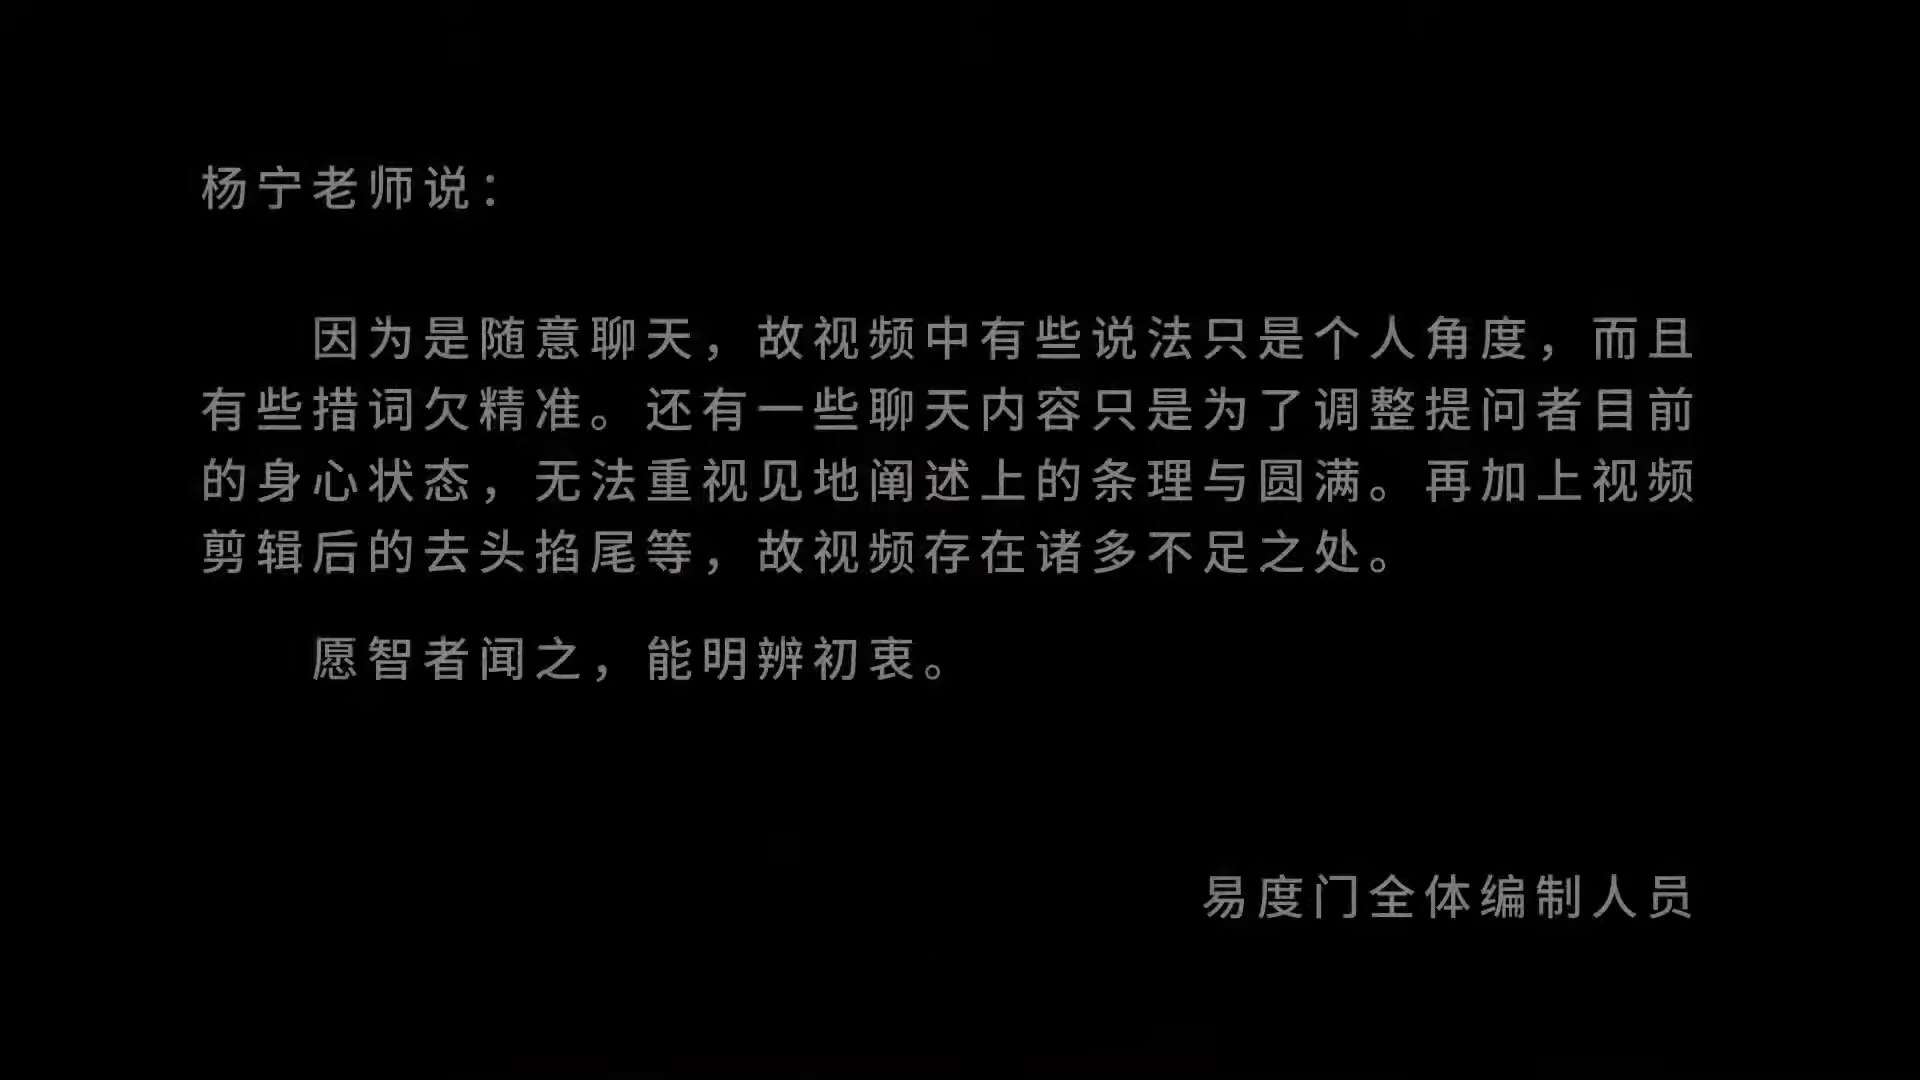 杨宁老师说：
因为是随意聊天，故视频中有些说法只是个人角度，而且
有些措词欠精准。还有一些聊天内容只是为了调整提问者目前
的身心状态，无法重视见地阐述上的条理与圆满。再加上视频
剪辑后的去头掐尾等，故视频存在诸多不足之处。
愿智者闻之，能明辨初衷。
易度门全体编制人员